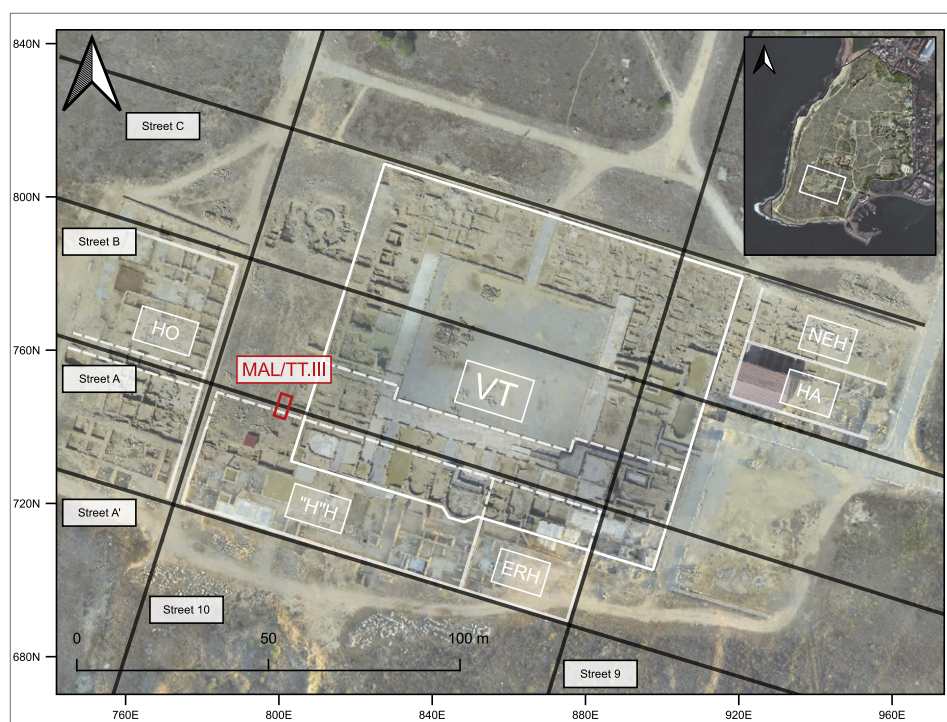 840N
Street C
800N
Street B
HO
NEH
760N
MAL/TT.III
Street A
VT
HA
720N
Street A'
"H"H
ERH
Street 10
0 50 100 m
680N
Street 9
760E 800E 840E 880E 920E 960E